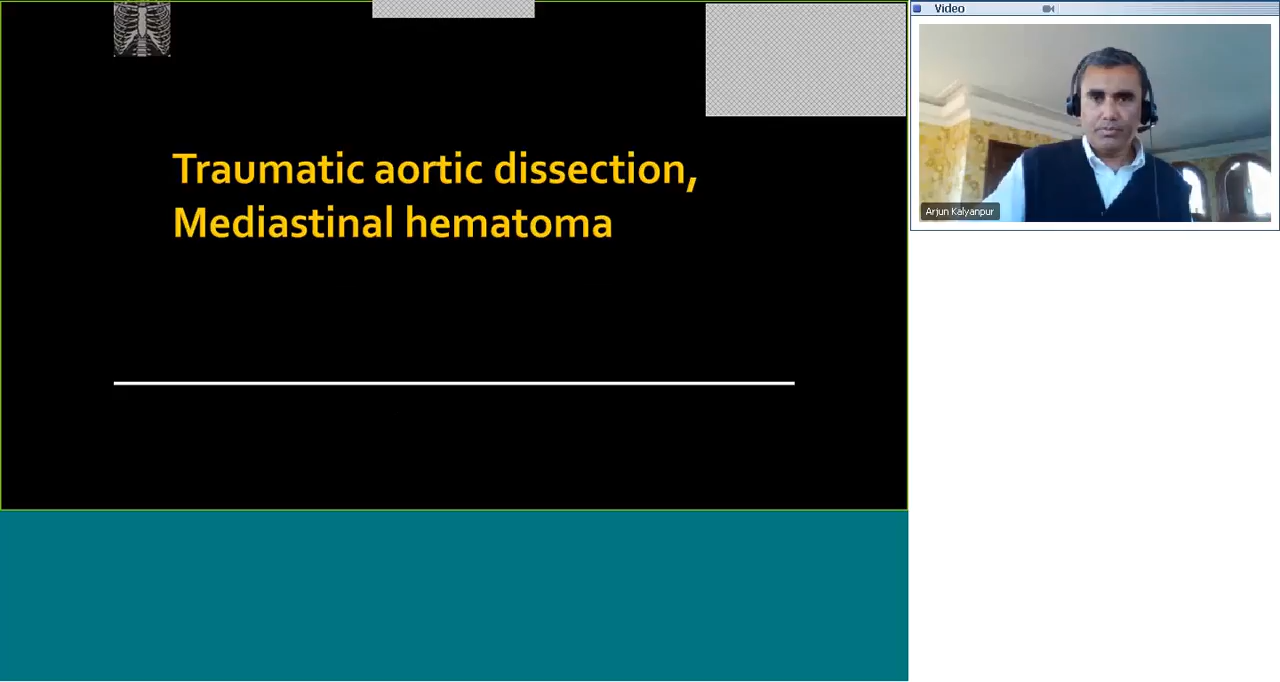 Traumatic aortic dissection,
Mediastinal hematoma
Video
Arjun Kalyanpur